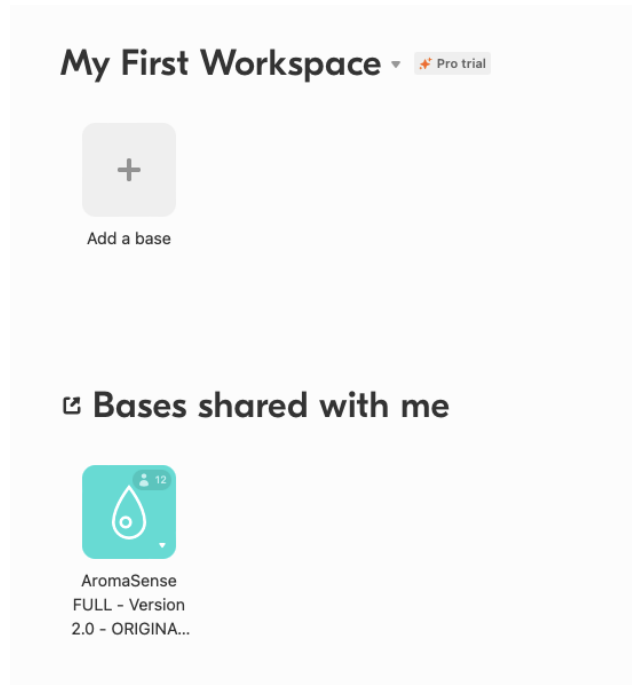 My First Workspace
Pro trial
Add a base
Bases shared with me
12
AromaSense
FULL - Version
2.0 - ORIGINA...